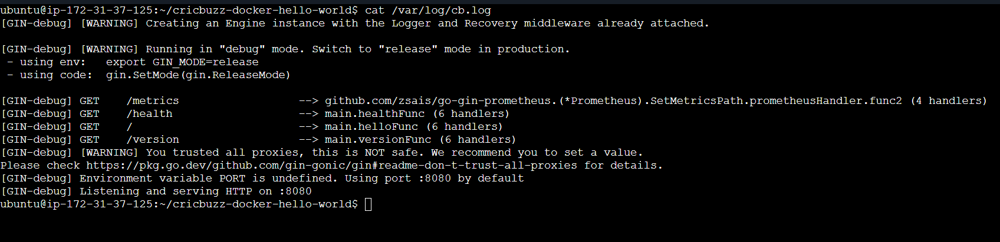 ubuntu@ip-172-31-37-125:~/cricbuzz-docker-hello-world$ cat /var/log/cb.log
[GIN-debug] [WARNING] Creating an Engine instance with the Logger and Recovery middleware already attached.
[GIN-debug] [WARNING] Running in "debug" mode. Switch to "release" mode in production.
 - using env:   export GIN_MODE=release
 - using code:  gin.SetMode(gin.ReleaseMode)
[GIN-debug] GET    /metrics                  --> github.com/zsais/go-gin-prometheus.(*Prometheus).SetMetricsPath.prometheusHandler.func2 (4 handlers)
[GIN-debug] GET    /health                   --> main.healthFunc (6 handlers)
[GIN-debug] GET    /                         --> main.helloFunc (6 handlers)
[GIN-debug] GET    /version                  --> main.versionFunc (6 handlers)
[GIN-debug] [WARNING] You trusted all proxies, this is NOT safe. We recommend you to set a value.
Please check https://pkg.go.dev/github.com/gin-gonic/gin#readme-don-t-trust-all-proxies for details.
[GIN-debug] Environment variable PORT is undefined. Using port :8080 by default
[GIN-debug] Listening and serving HTTP on :8080
ubuntu@ip-172-31-37-125:~/cricbuzz-docker-hello-world$